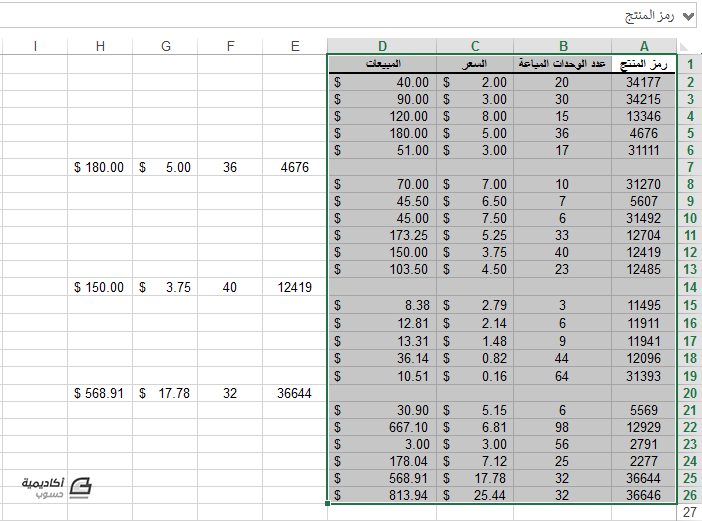 رمز المنتج
I H G F E D C B A
رمز المنتج عدد الوحدات المباعة السعر المبيعات 1
34177 20 $ 2.00 $ 40.00 2
34215 30 $ 3.00 $ 90.00 3
13346 15 $ 8.00 $ 120.00 4
4676 36 $ 5.00 $ 180.00 5
31111 17 $ 3.00 $ 51.00 6
4676 36 $ 5.00 $ 180.00 7
31270 10 $ 7.00 $ 70.00 8
5607 7 $ 6.50 $ 45.50 9
31492 6 $ 7.50 $ 45.00 10
12704 33 $ 5.25 $ 173.25 11
12419 40 $ 3.75 $ 150.00 12
12485 23 $ 4.50 $ 103.50 13
12419 40 $ 3.75 $ 150.00 14
11495 3 $ 2.79 $ 8.38 15
11911 6 $ 2.14 $ 12.81 16
11941 9 $ 1.48 $ 13.31 17
12096 44 $ 0.82 $ 36.14 18
31393 64 $ 0.16 $ 10.51 19
36644 32 $ 17.78 $ 568.91 20
5569 6 $ 5.15 $ 30.90 21
12929 98 $ 6.81 $ 667.10 22
2791 56 $ 3.00 $ 3.00 23
2277 25 $ 7.12 $ 178.04 24
36644 32 $ 17.78 $ 568.91 25
36646 32 $ 25.44 $ 813.94 26
27
أكاديمية
حسوب